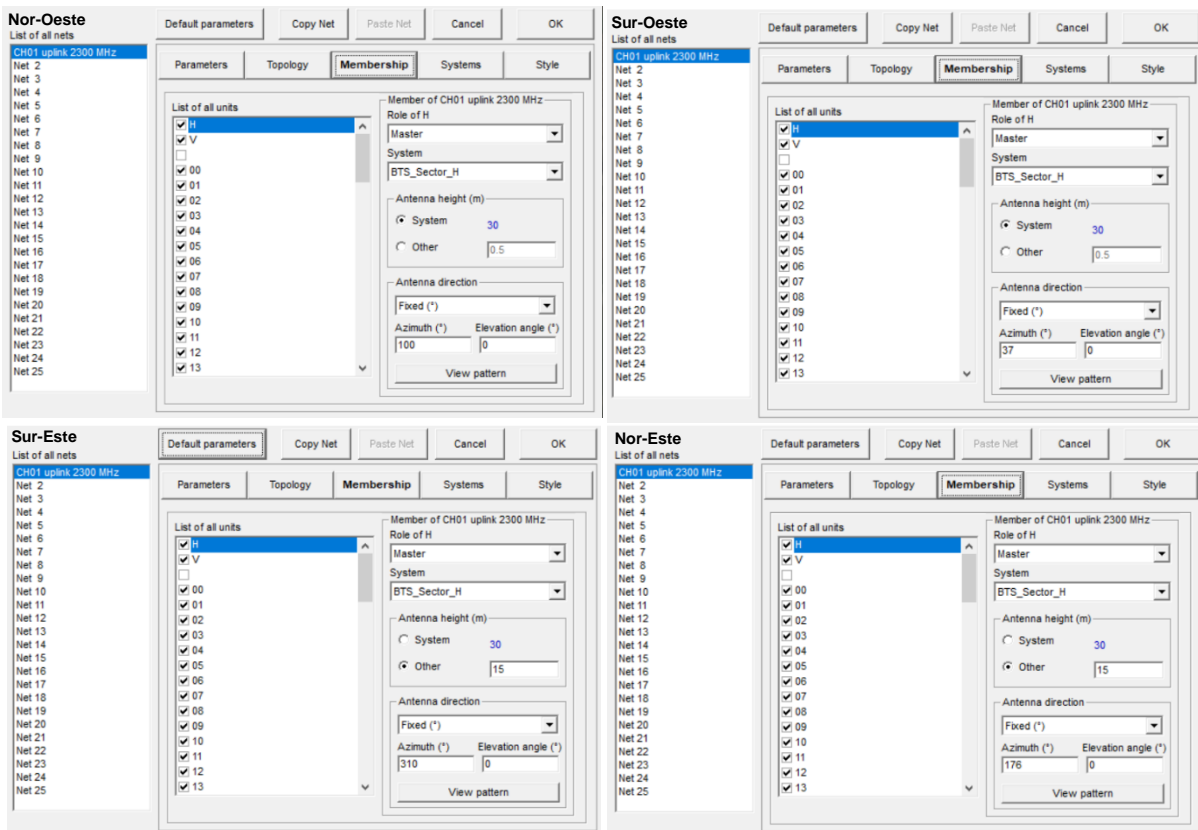 Nor-Oeste
List of all nets
CH01 uplink 2300 MHz
Net 2
Net 3
Net 4
Net 5
Net 6
Net 7
Net 8
Net 9
Net 10
Net 11
Net 12
Net 13
Net 14
Net 15
Net 16
Net 17
Net 18
Net 19
Net 20
Net 21
Net 22
Net 23
Net 24
Net 25
Default parameters Copy Net Paste Net Cancel OK
Parameters Topology Membership Systems Style
List of all units
H
V
00
01
02
03
04
05
06
07
08
09
10
11
12
13
Member of CH01 uplink 2300 MHz
Role of H
Master
System
BTS_Sector_H
Antenna height (m)
System 30
Other 0.5
Antenna direction
Fixed (°)
Azimuth (°) Elevation angle (°)
100 0
View pattern
Sur-Oeste
List of all nets
CH01 uplink 2300 MHz
Net 2
Net 3
Net 4
Net 5
Net 6
Net 7
Net 8
Net 9
Net 10
Net 11
Net 12
Net 13
Net 14
Net 15
Net 16
Net 17
Net 18
Net 19
Net 20
Net 21
Net 22
Net 23
Net 24
Net 25
Default parameters Copy Net Paste Net Cancel OK
Parameters Topology Membership Systems Style
List of all units
H
V
00
01
02
03
04
05
06
07
08
09
10
11
12
13
Member of CH01 uplink 2300 MHz
Role of H
Master
System
BTS_Sector_H
Antenna height (m)
System 30
Other 0.5
Antenna direction
Fixed (°)
Azimuth (°) Elevation angle (°)
37 0
View pattern
Sur-Este
List of all nets
CH01 uplink 2300 MHz
Net 2
Net 3
Net 4
Net 5
Net 6
Net 7
Net 8
Net 9
Net 10
Net 11
Net 12
Net 13
Net 14
Net 15
Net 16
Net 17
Net 18
Net 19
Net 20
Net 21
Net 22
Net 23
Net 24
Net 25
Default parameters Copy Net Paste Net Cancel OK
Parameters Topology Membership Systems Style
List of all units
H
V
00
01
02
03
04
05
06
07
08
09
10
11
12
13
Member of CH01 uplink 2300 MHz
Role of H
Master
System
BTS_Sector_H
Antenna height (m)
System 30
Other 15
Antenna direction
Fixed (°)
Azimuth (°) Elevation angle (°)
310 0
View pattern
Nor-Este
List of all nets
CH01 uplink 2300 MHz
Net 2
Net 3
Net 4
Net 5
Net 6
Net 7
Net 8
Net 9
Net 10
Net 11
Net 12
Net 13
Net 14
Net 15
Net 16
Net 17
Net 18
Net 19
Net 20
Net 21
Net 22
Net 23
Net 24
Net 25
Default parameters Copy Net Paste Net Cancel OK
Parameters Topology Membership Systems Style
List of all units
H
V
00
01
02
03
04
05
06
07
08
09
10
11
12
13
Member of CH01 uplink 2300 MHz
Role of H
Master
System
BTS_Sector_H
Antenna height (m)
System 30
Other 15
Antenna direction
Fixed (°)
Azimuth (°) Elevation angle (°)
176 0
View pattern